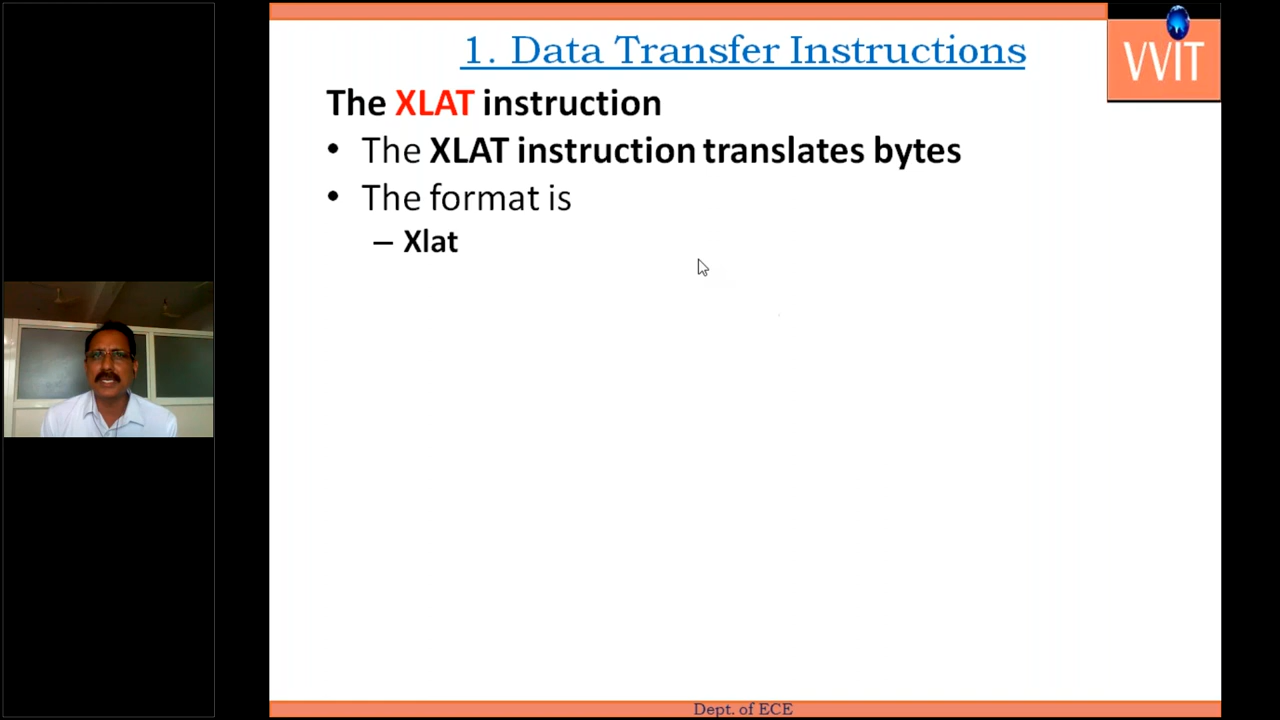 1. Data Transfer Instructions
VVIT
The XLAT instruction
• The XLAT instruction translates bytes
• The format is
– Xlat
Dept. of ECE